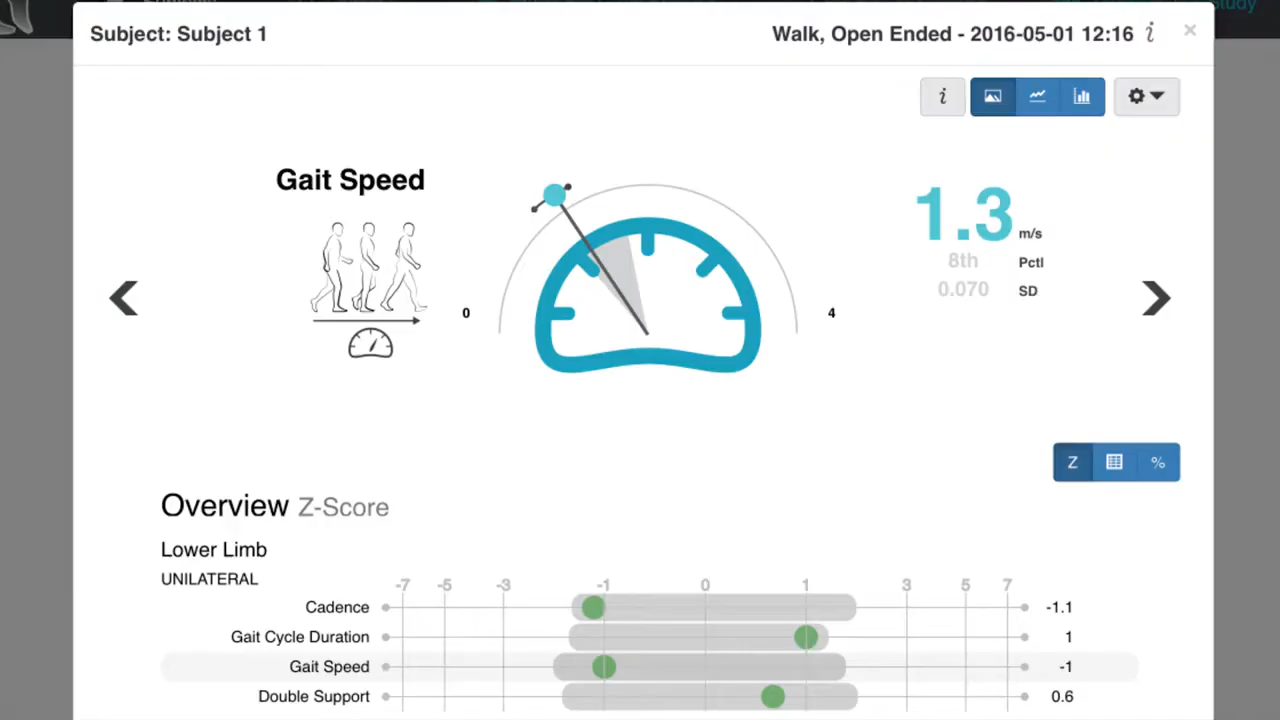 Study
Subject: Subject 1
Walk, Open Ended - 2016-05-01 12:16 i
×
i
Gait Speed
0
4
1.3 m/s
8th Pctl
0.070 SD
Z %
Overview Z-Score
Lower Limb
UNILATERAL
-7 -5 -3 -1 0 1 3 5 7
Cadence -1.1
Gait Cycle Duration 1
Gait Speed -1
Double Support 0.6